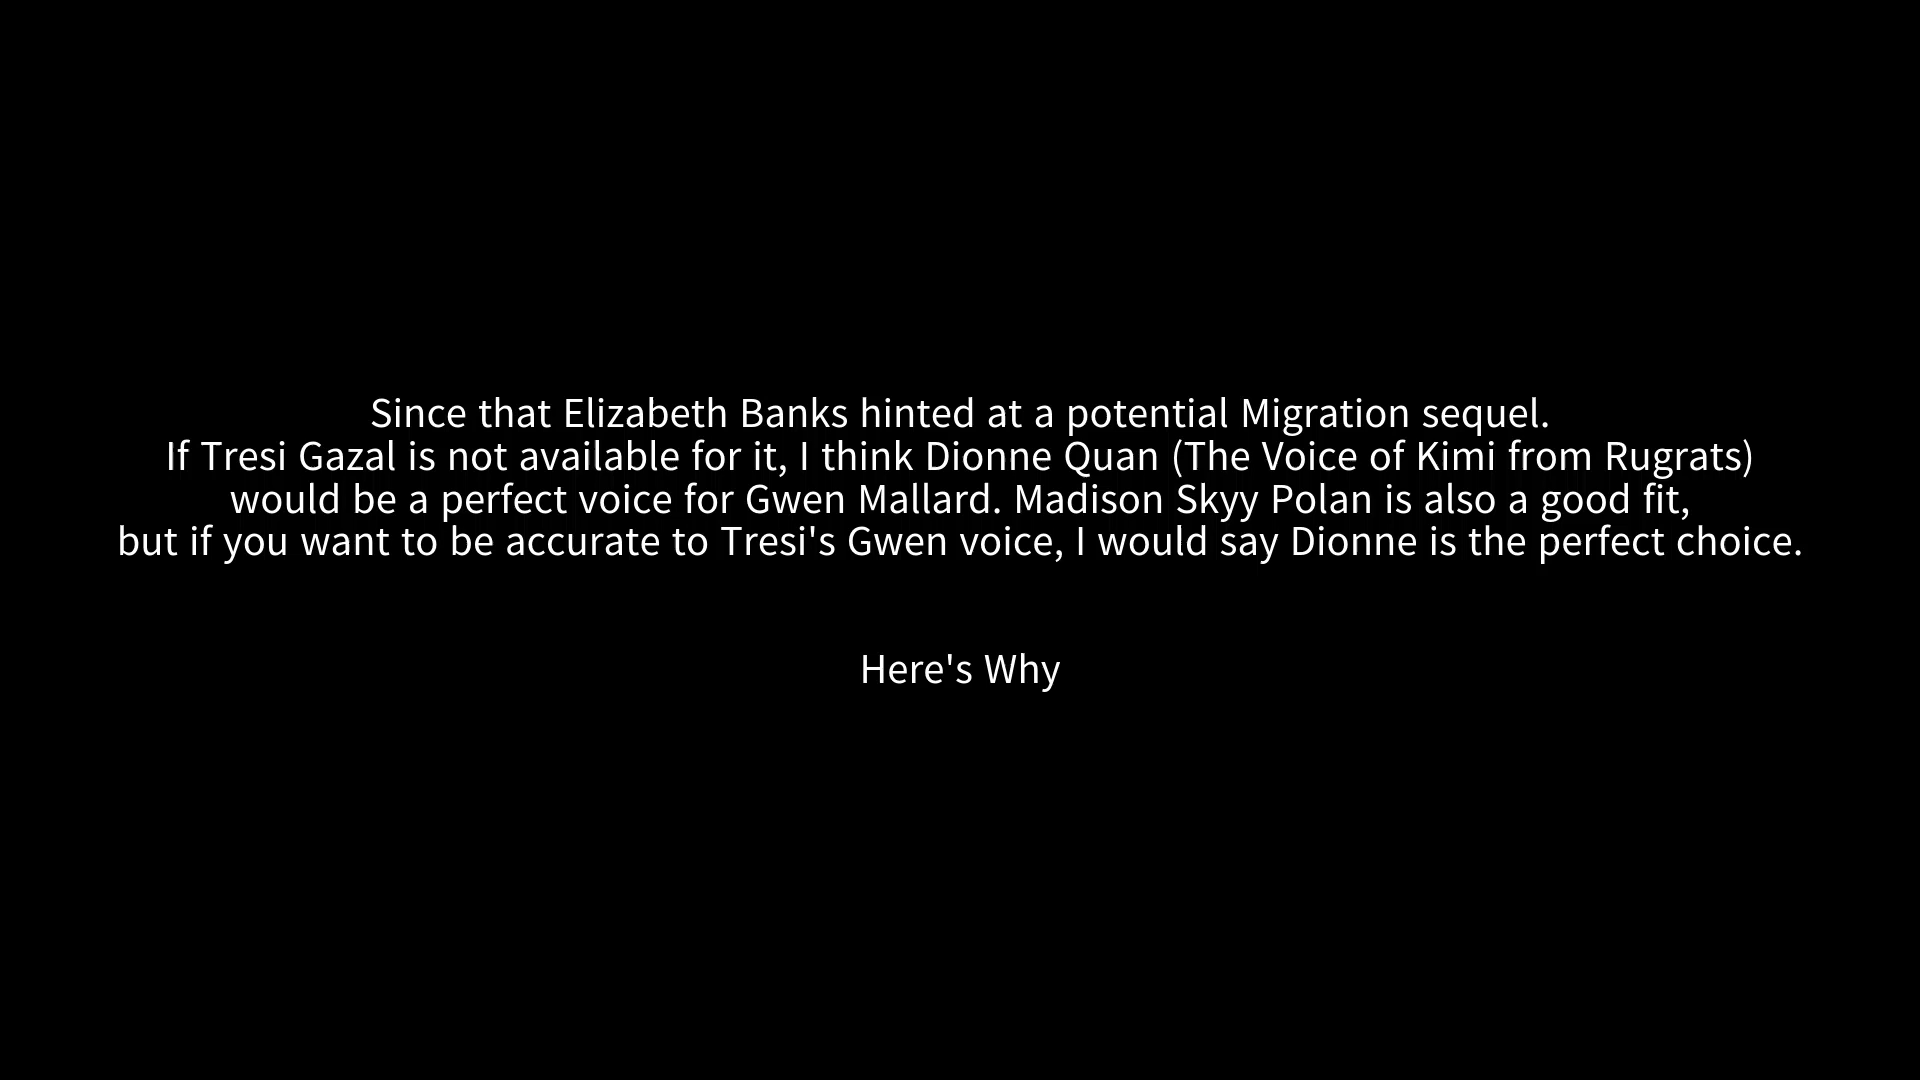 Since that Elizabeth Banks hinted at a potential Migration sequel.
If Tresi Gazal is not available for it, I think Dionne Quan (The Voice of Kimi from Rugrats)
would be a perfect voice for Gwen Mallard. Madison Skyy Polan is also a good fit,
but if you want to be accurate to Tresi's Gwen voice, I would say Dionne is the perfect choice.
Here's Why